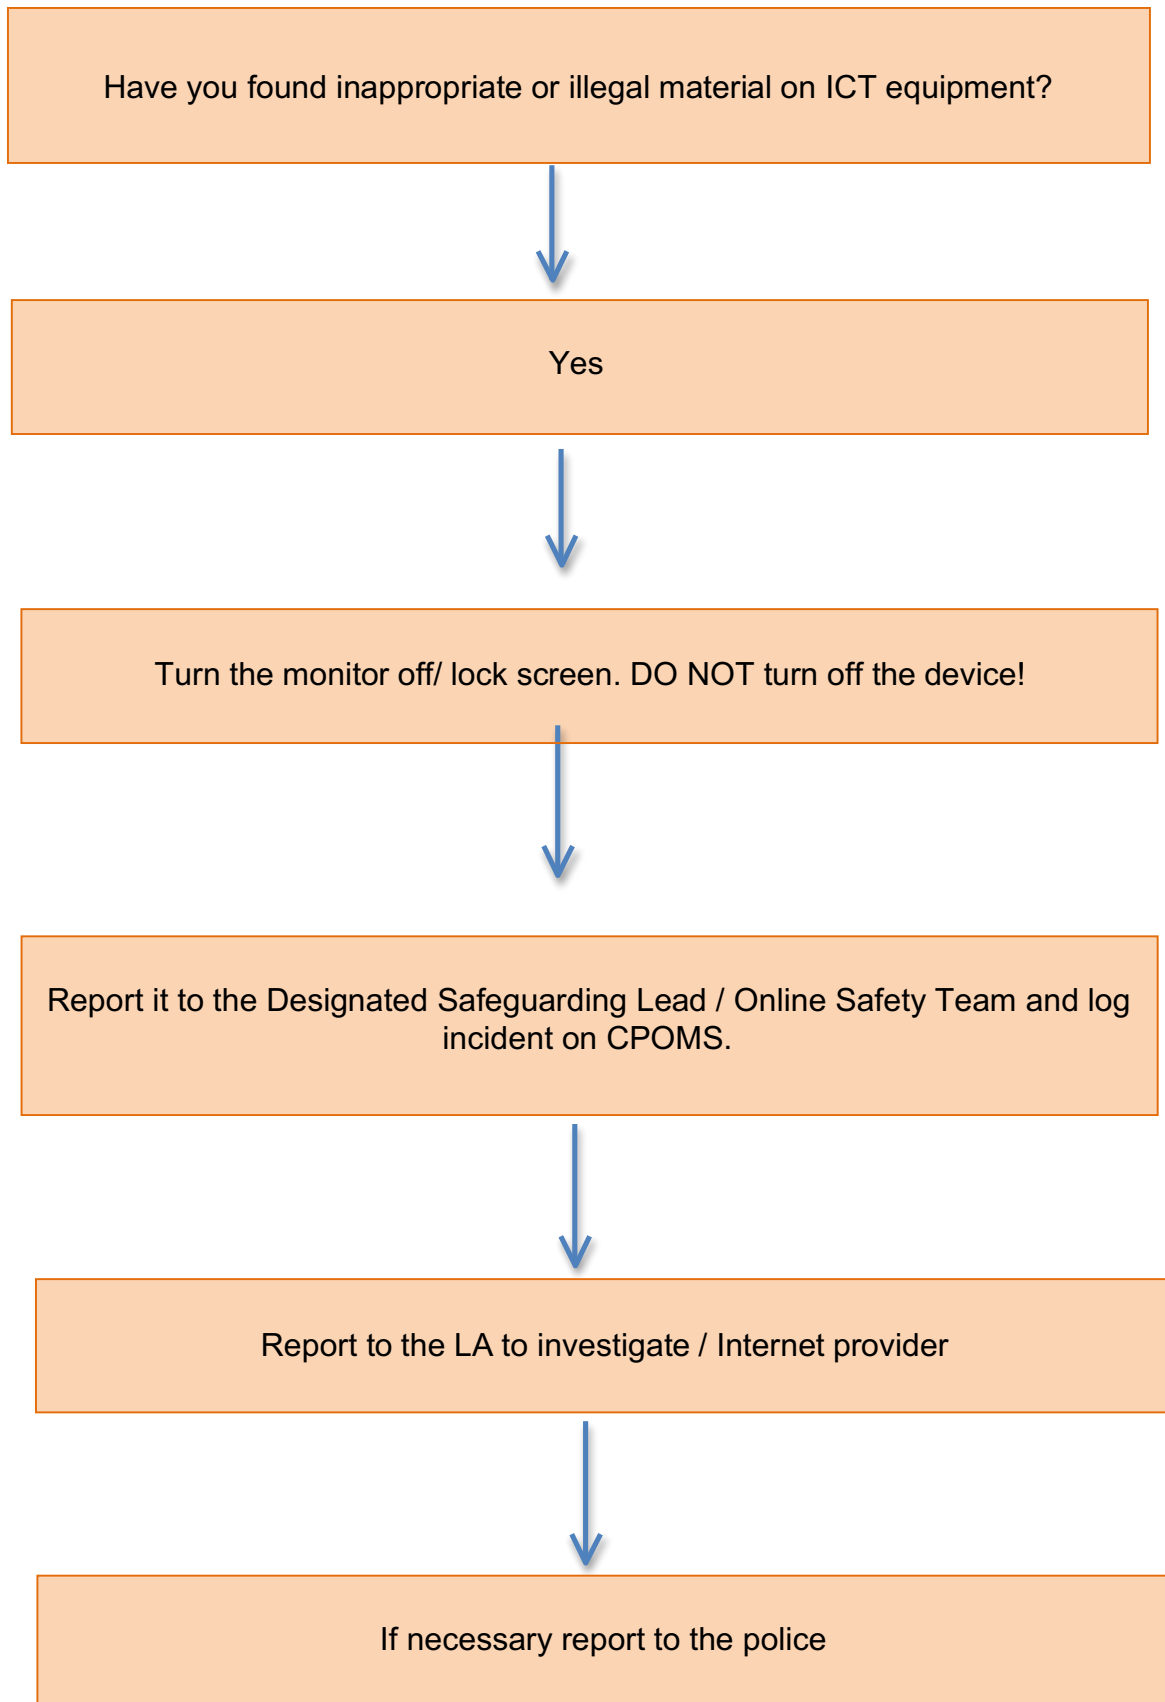 Have you found inappropriate or illegal material on ICT equipment?
Yes
Turn the monitor off/ lock screen. DO NOT turn off the device!
Report it to the Designated Safeguarding Lead / Online Safety Team and log
incident on CPOMS.
Report to the LA to investigate / Internet provider
If necessary report to the police